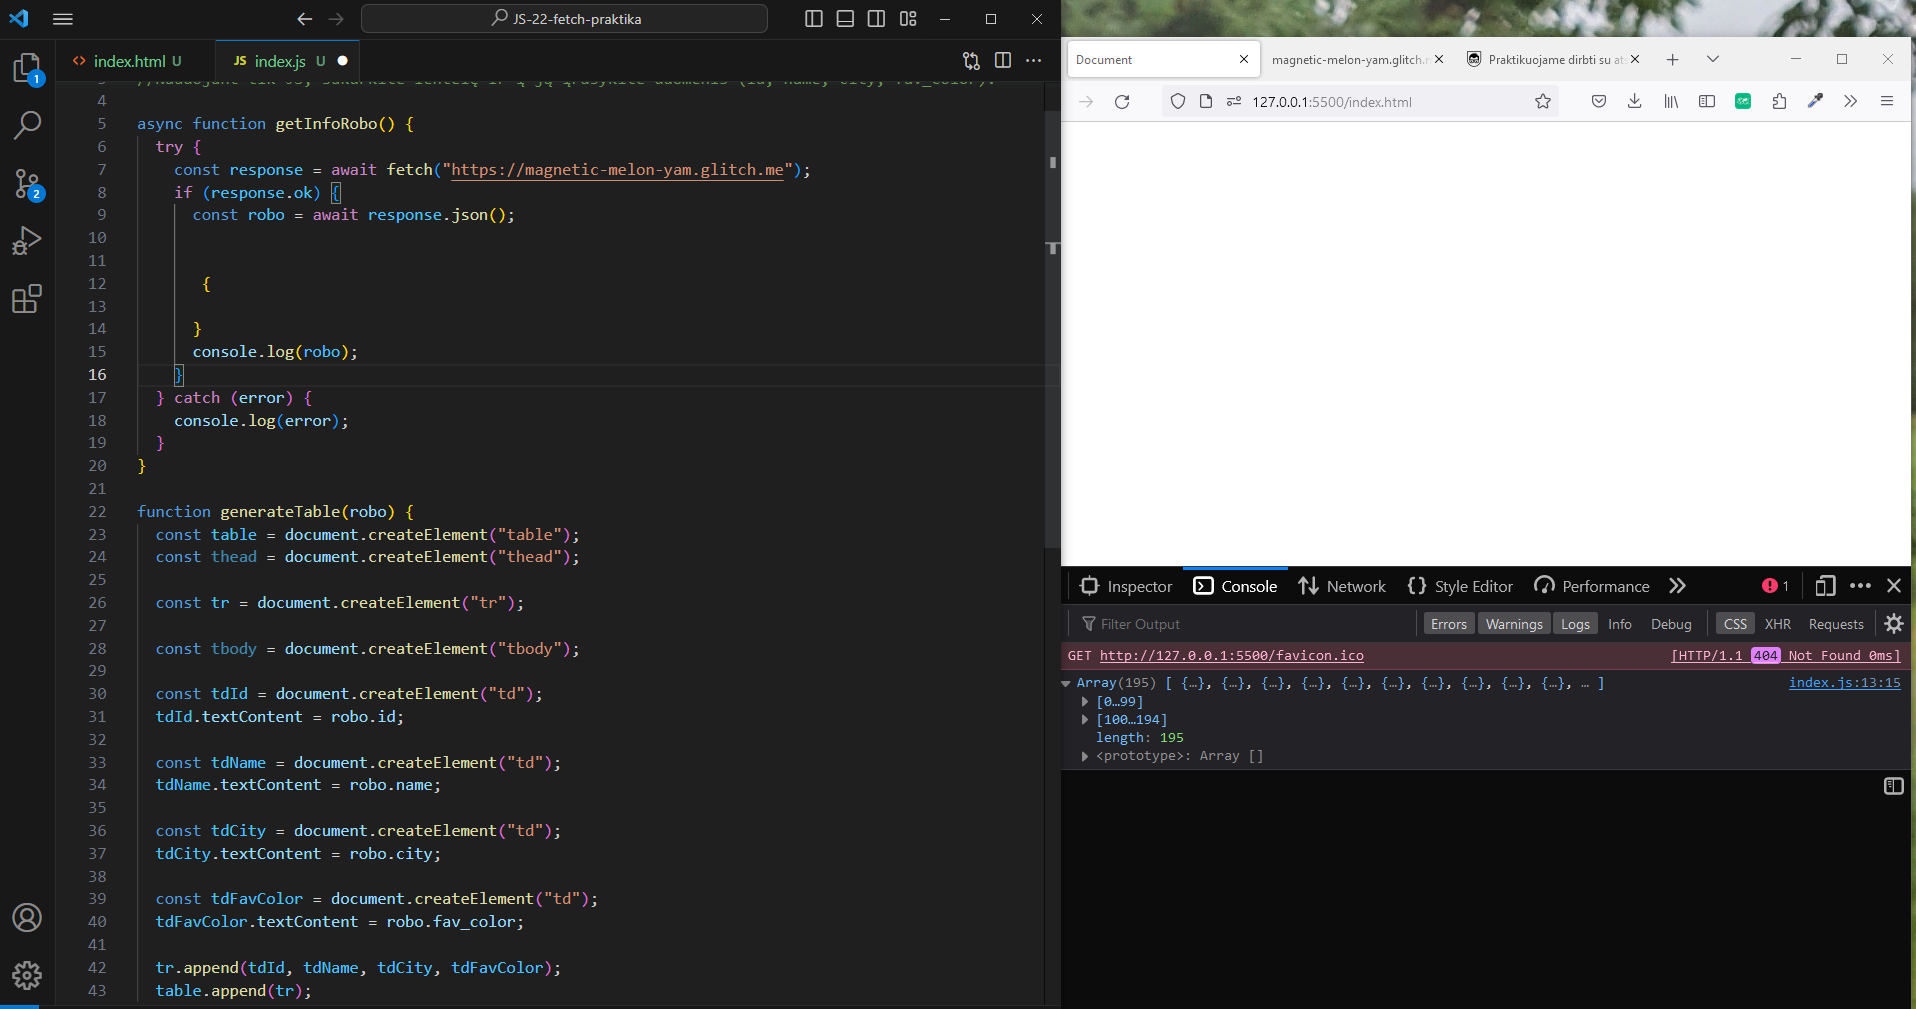 JS-22-fetch-praktika
index.html U
JS index.js U
1
2
4
5 async function getInfoRobo() {
6 try {
7 const response = await fetch("https://magnetic-melon-yam.glitch.me");
8 if (response.ok) {
9 const robo = await response.json();
10
11
12 {
13
14 }
15 console.log(robo);
16 }
17 } catch (error) {
18 console.log(error);
19 }
20 }
21
22 function generateTable(robo) {
23 const table = document.createElement("table");
24 const thead = document.createElement("thead");
25
26 const tr = document.createElement("tr");
27
28 const tbody = document.createElement("tbody");
29
30 const tdId = document.createElement("td");
31 tdId.textContent = robo.id;
32
33 const tdName = document.createElement("td");
34 tdName.textContent = robo.name;
35
36 const tdCity = document.createElement("td");
37 tdCity.textContent = robo.city;
38
39 const tdFavColor = document.createElement("td");
40 tdFavColor.textContent = robo.fav_color;
41
42 tr.append(tdId, tdName, tdCity, tdFavColor);
43 table.append(tr);
Document
magnetic-melon-yam.glitch.
Praktikuojame dirbti su at
127.0.0.1:5500/index.html
Inspector Console Network Style Editor Performance 1
Filter Output Errors Warnings Logs Info Debug CSS XHR Requests
GET http://127.0.0.1:5500/favicon.ico [HTTP/1.1 404 Not Found 0ms]
Array(195) [ {…}, {…}, {…}, {…}, {…}, {…}, {…}, {…}, {…}, {…}, … ] index.js:13:15
[0…99]
[100…194]
length: 195
<prototype>: Array []